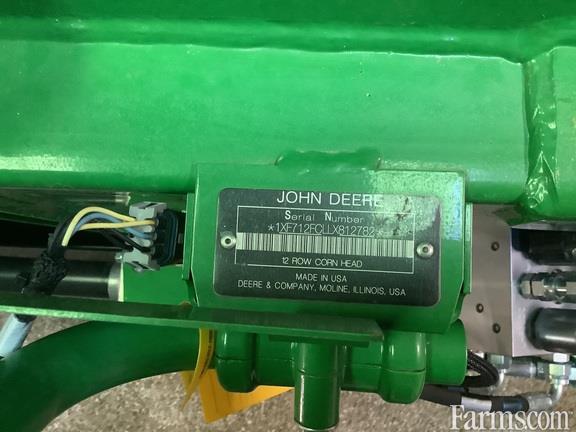 JOHN DEERE
Serial Number
*1XF712FCLLX812782*
12 ROW CORN HEAD
MADE IN USA
DEERE & COMPANY, MOLINE, ILLINOIS, USA
Farms.com